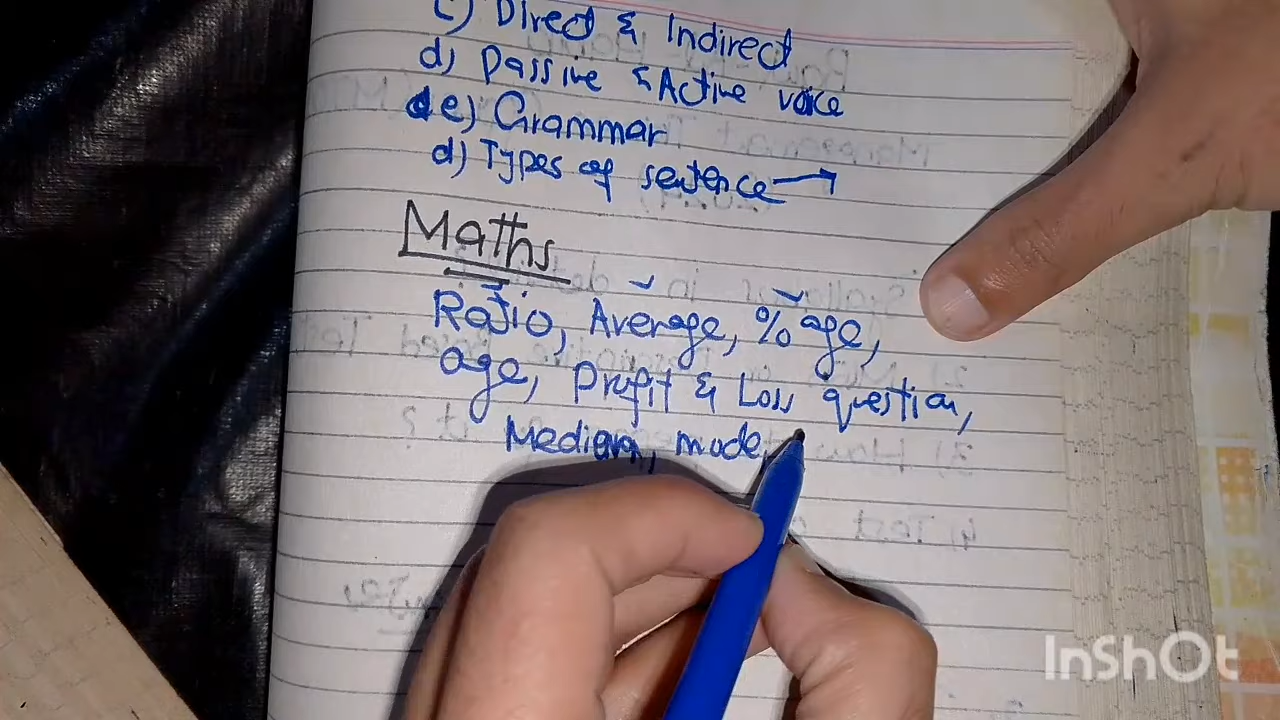 c) Direct & Indirect
d) Passive & Active voice
e) Grammar
d) Types of sentence →
Maths
Ratio, Average, %age,
age, Profit & Loss question,
Median, mode,
InShOt